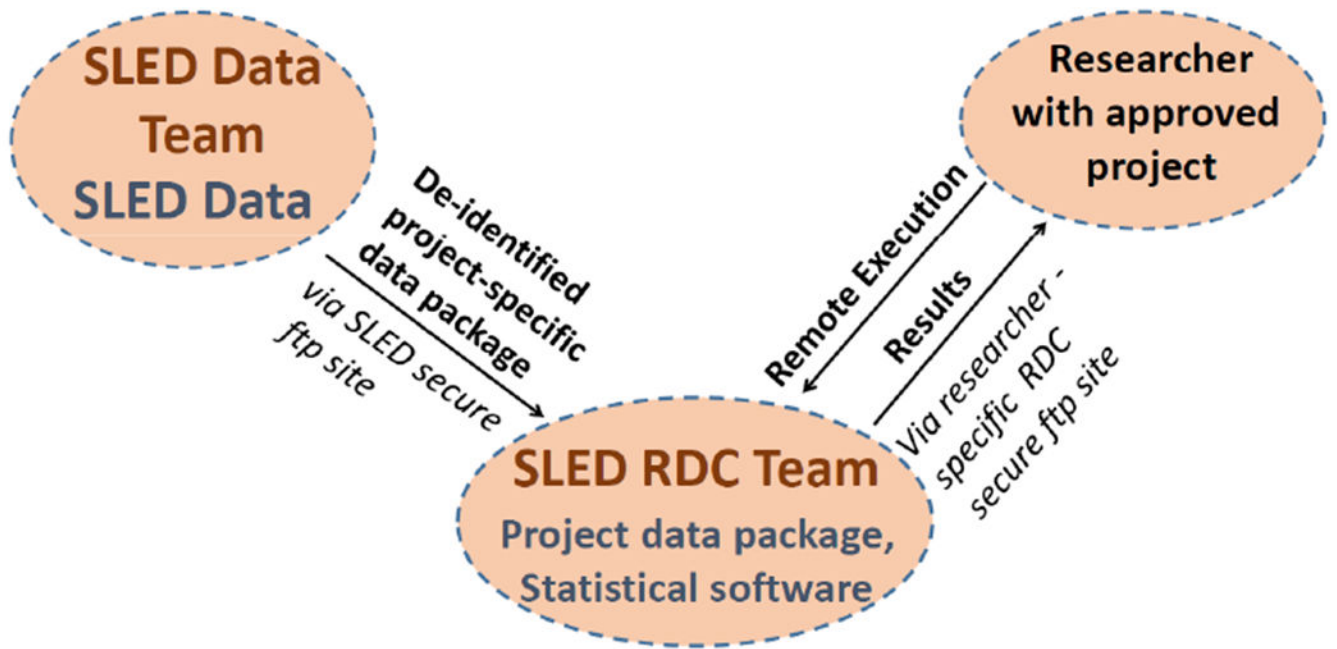 SLED Data
Team
SLED Data
Researcher
with approved
project
De-identified
project-specific
data package
via SLED secure
ftp site
Remote Execution
Results
Via researcher -
specific RDC
secure ftp site
SLED RDC Team
Project data package,
Statistical software